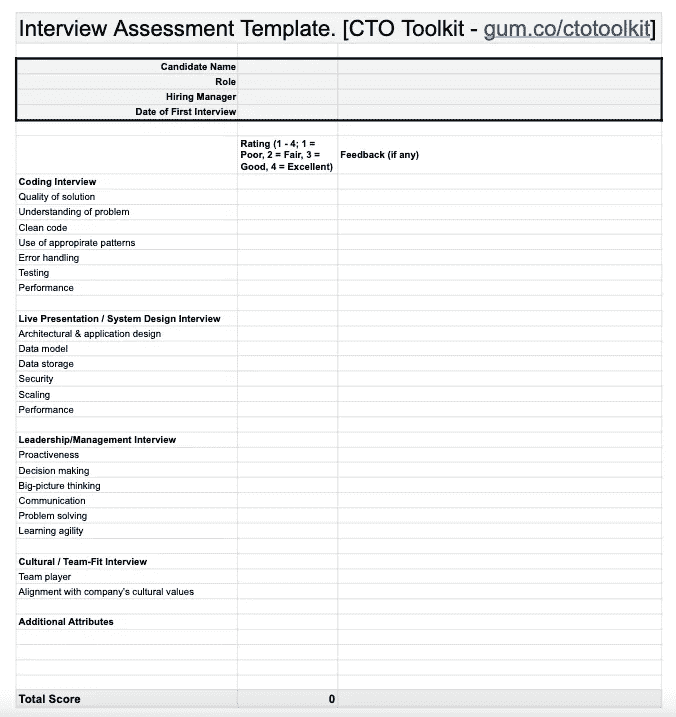 Interview Assessment Template. [CTO Toolkit - gum.co/ctotoolkit]
Candidate Name
Role
Hiring Manager
Date of First Interview
Rating (1 - 4; 1 =
Poor, 2 = Fair, 3 =
Good, 4 = Excellent)
Feedback (if any)
Coding Interview
Quality of solution
Understanding of problem
Clean code
Use of appropirate patterns
Error handling
Testing
Performance
Live Presentation / System Design Interview
Architectural & application design
Data model
Data storage
Security
Scaling
Performance
Leadership/Management Interview
Proactiveness
Decision making
Big-picture thinking
Communication
Problem solving
Learning agility
Cultural / Team-Fit Interview
Team player
Alignment with company's cultural values
Additional Attributes
Total Score 0